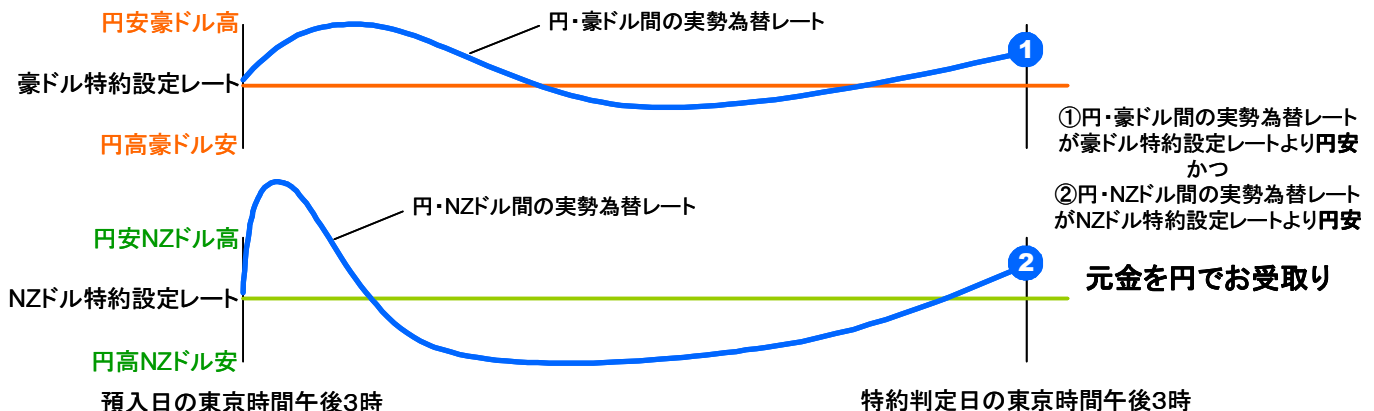 円安豪ドル高
円・豪ドル間の実勢為替レート
1
豪ドル特約設定レート
円高豪ドル安
①円・豪ドル間の実勢為替レート
が豪ドル特約設定レートより円安
かつ
②円・NZドル間の実勢為替レート
がNZドル特約設定レートより円安
円・NZドル間の実勢為替レート
円安NZドル高
2
元金を円でお受取り
NZドル特約設定レート
円高NZドル安
預入日の東京時間午後3時
特約判定日の東京時間午後3時